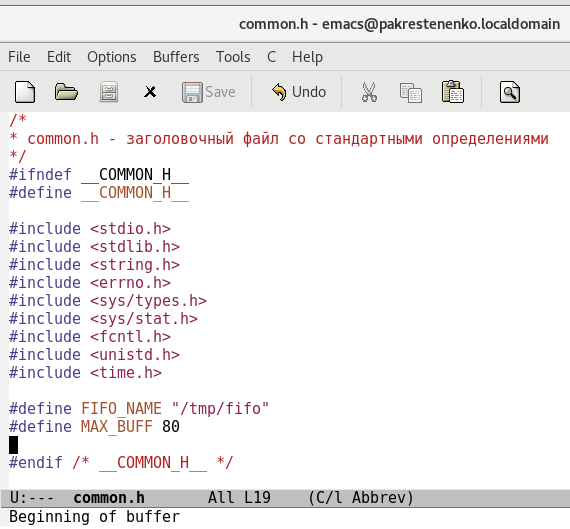 common.h - emacs@pakrestenenko.localdomain
File Edit Options Buffers Tools C Help
Save Undo
/*
* common.h - заголовочный файл со стандартными определениями
*/
#ifndef __COMMON_H__
#define __COMMON_H__
#include <stdio.h>
#include <stdlib.h>
#include <string.h>
#include <errno.h>
#include <sys/types.h>
#include <sys/stat.h>
#include <fcntl.h>
#include <unistd.h>
#include <time.h>
#define FIFO_NAME "/tmp/fifo"
#define MAX_BUFF 80
#endif /* __COMMON_H__ */
U:--- common.h All L19 (C/l Abbrev)
Beginning of buffer